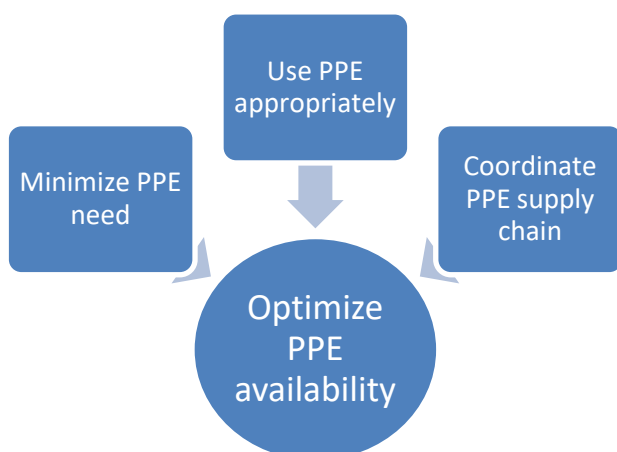 Use PPE
appropriately
Minimize PPE
need
Coordinate
PPE supply
chain
Optimize
PPE
availability